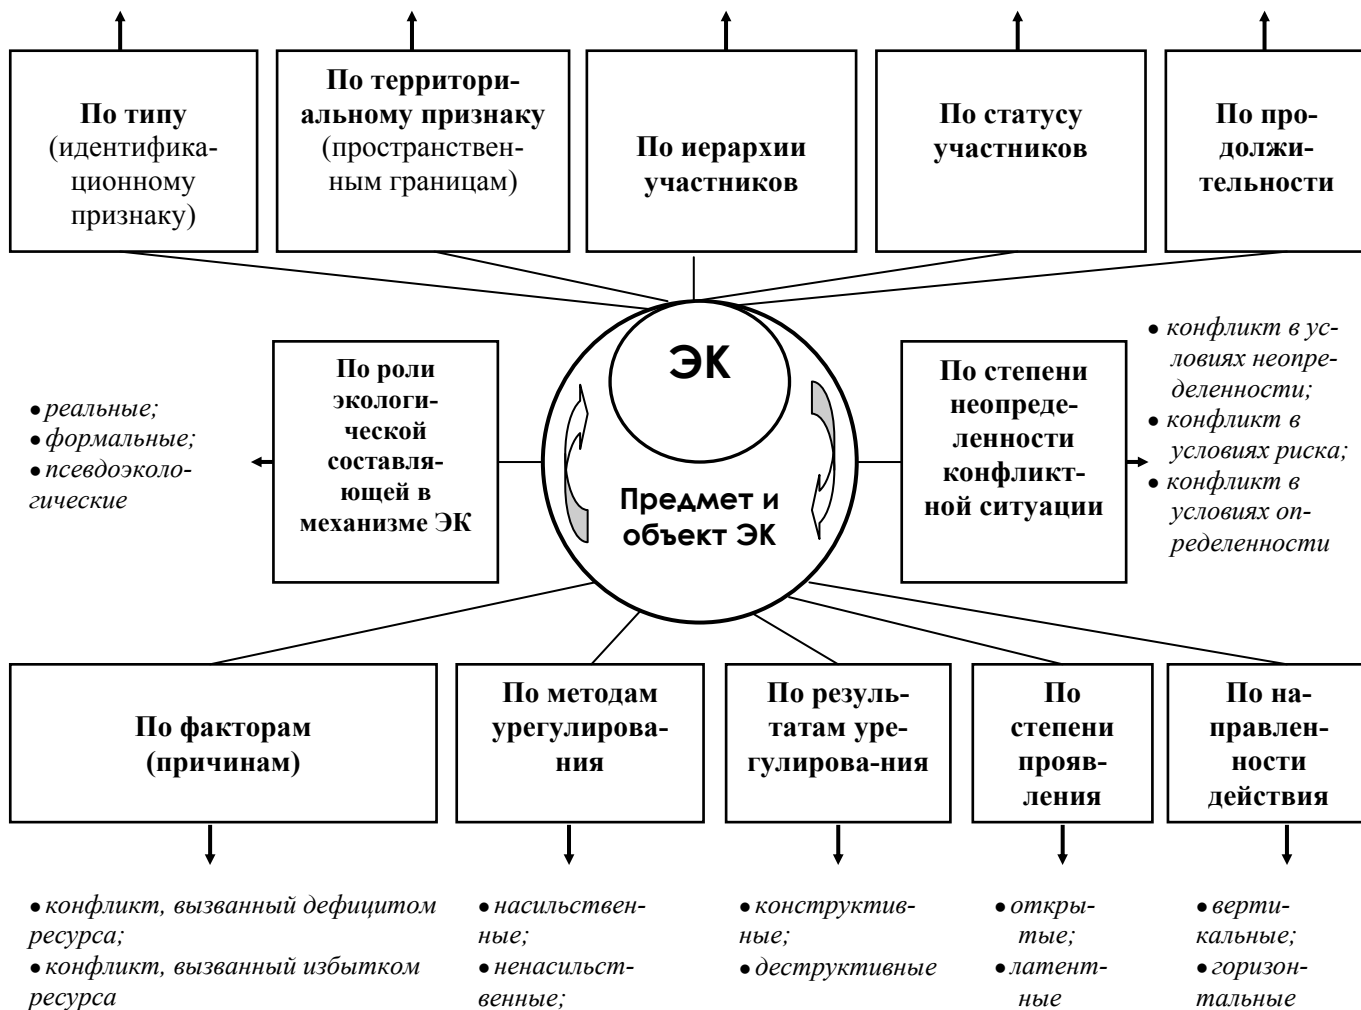 По типу
(идентифика-
ционному
признаку)
По территори-
альному признаку
(пространствен-
ным границам)
По иерархии
участников
По статусу
участников
По про-
должи-
тельности
● реальные;
● формальные;
● псевдоэколо-
гические
По роли
экологи-
ческой
составля-
ющей в
механизме ЭК
ЭК
Предмет и
объект ЭК
По степени
неопреде-
ленности
конфликт-
ной ситуации
● конфликт в ус-
ловиях неопре-
деленности;
● конфликт в
условиях риска;
● конфликт в
условиях оп-
ределенности
По факторам
(причинам)
По методам
урегулирова-
ния
По резуль-
татам уре-
гулирова-ния
По
степени
прояв-
ления
По на-
правлен-
ности
действия
● конфликт, вызванный дефицитом
ресурса;
● конфликт, вызванный избытком
ресурса
● насильствен-
ные;
● ненасильст-
венные;
● конструктив-
ные;
● деструктивные
● откры-
тые;
● латент-
ные
● верти-
кальные;
● горизон-
тальные